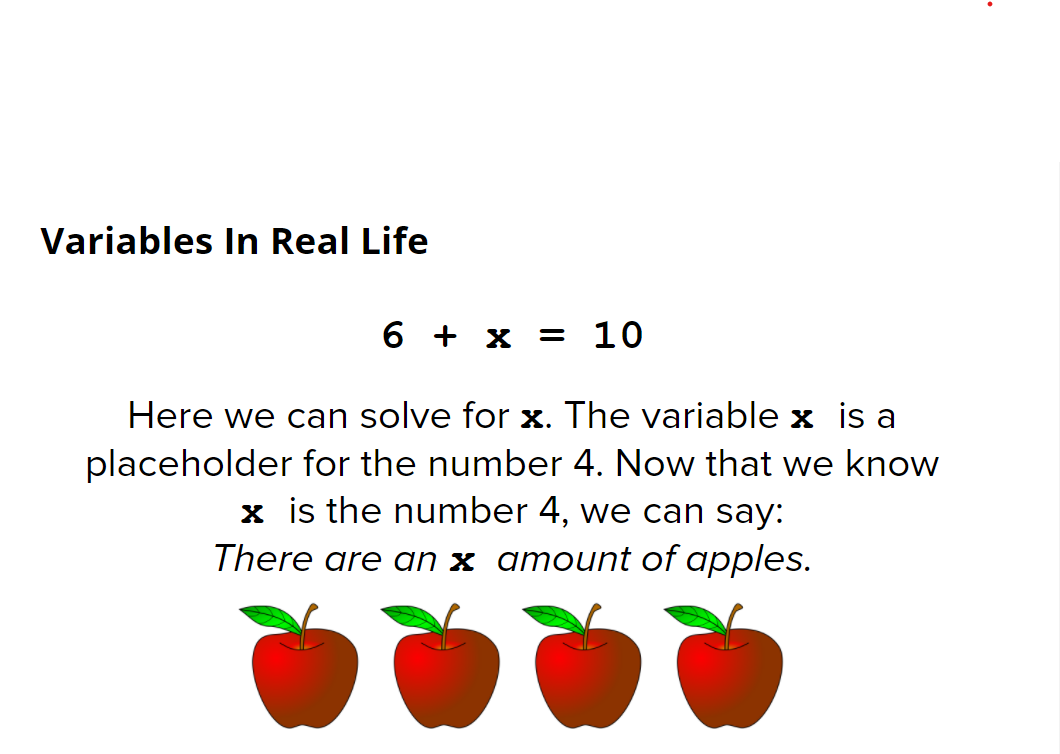 Variables In Real Life
6 + x = 10
Here we can solve for x. The variable x is a
placeholder for the number 4. Now that we know
x is the number 4, we can say:
There are an x amount of apples.